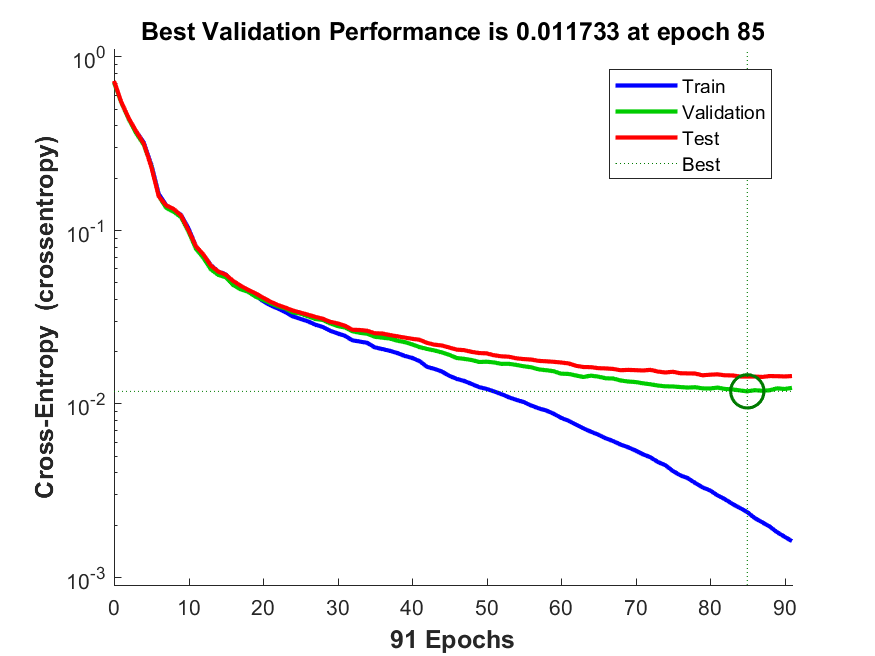 Best Validation Performance is 0.011733 at epoch 85
Cross-Entropy (crossentropy)
10^0
10^-1
10^-2
10^-3
Train
Validation
Test
Best
0 10 20 30 40 50 60 70 80 90
91 Epochs